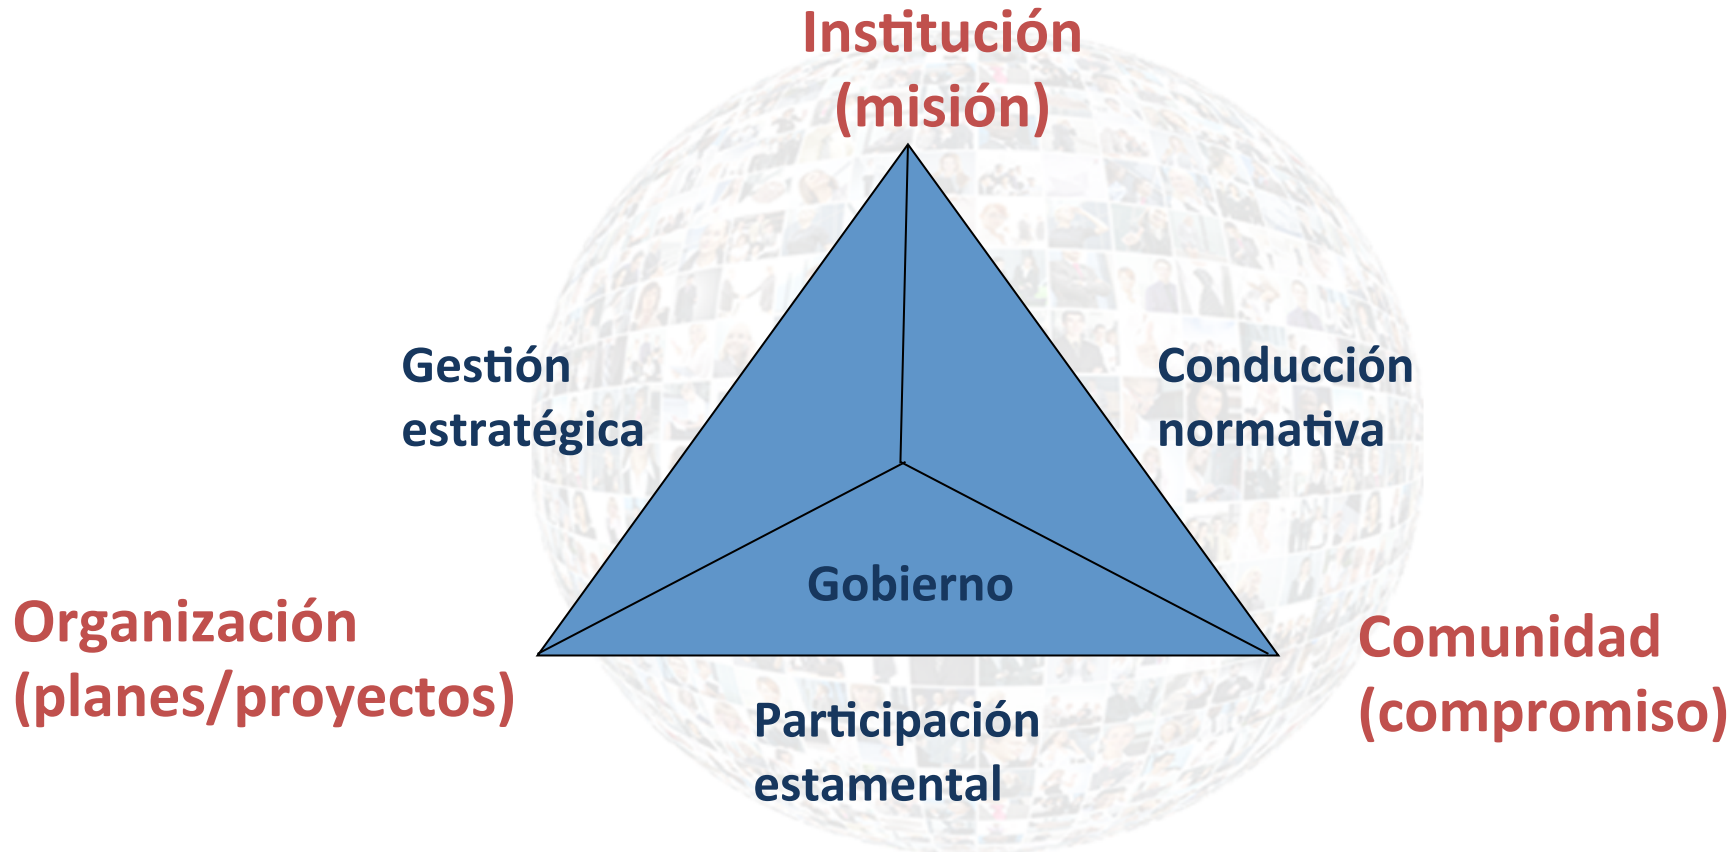 Institución
(misión)
Gestión
estratégica
Conducción
normativa
Gobierno
Organización
(planes/proyectos)
Comunidad
(compromiso)
Participación
estamental